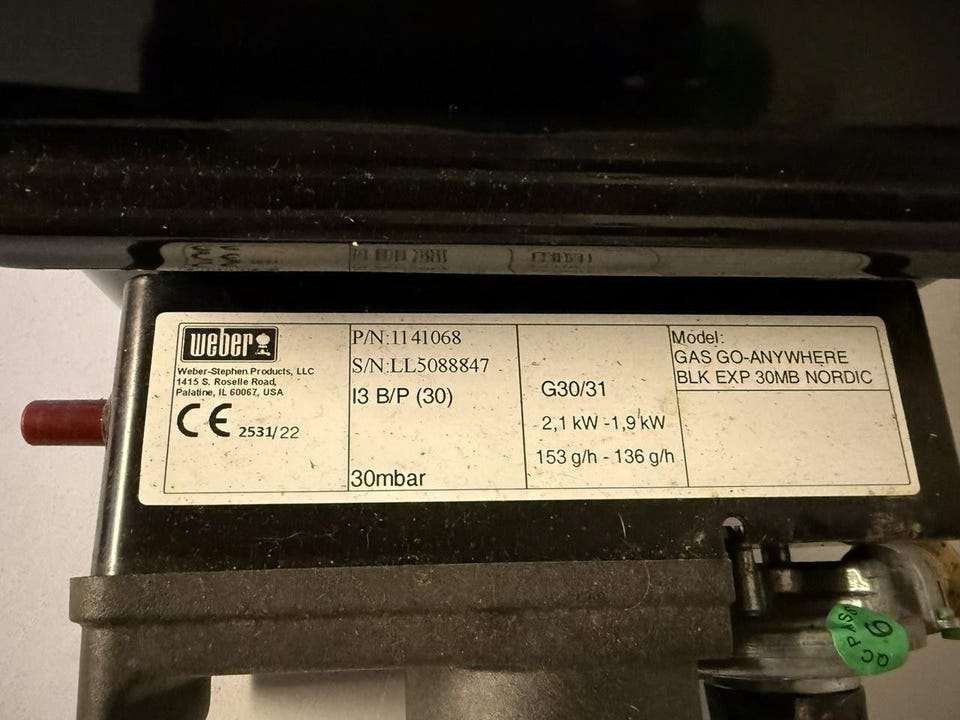 weber
Weber-Stephen Products, LLC
1415 S. Roselle Road,
Palatine, IL 60067, USA
CE 2531/22
P/N:1141068
S/N:LL5088847
I3 B/P (30)
30mbar
G30/31
2,1 kW -1,9 kW
153 g/h - 136 g/h
Model:
GAS GO-ANYWHERE
BLK EXP 30MB NORDIC
QC PASS